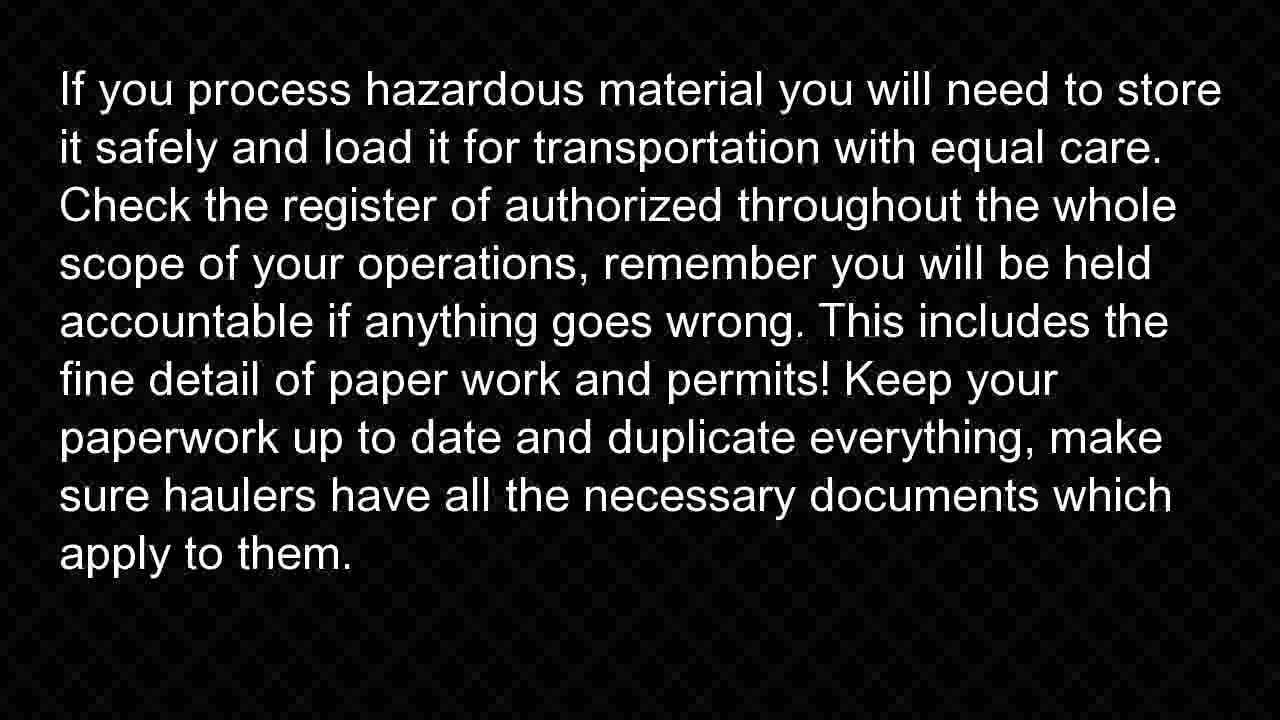 If you process hazardous material you will need to store
it safely and load it for transportation with equal care.
Check the register of authorized throughout the whole
scope of your operations, remember you will be held
accountable if anything goes wrong. This includes the
fine detail of paper work and permits! Keep your
paperwork up to date and duplicate everything, make
sure haulers have all the necessary documents which
apply to them.